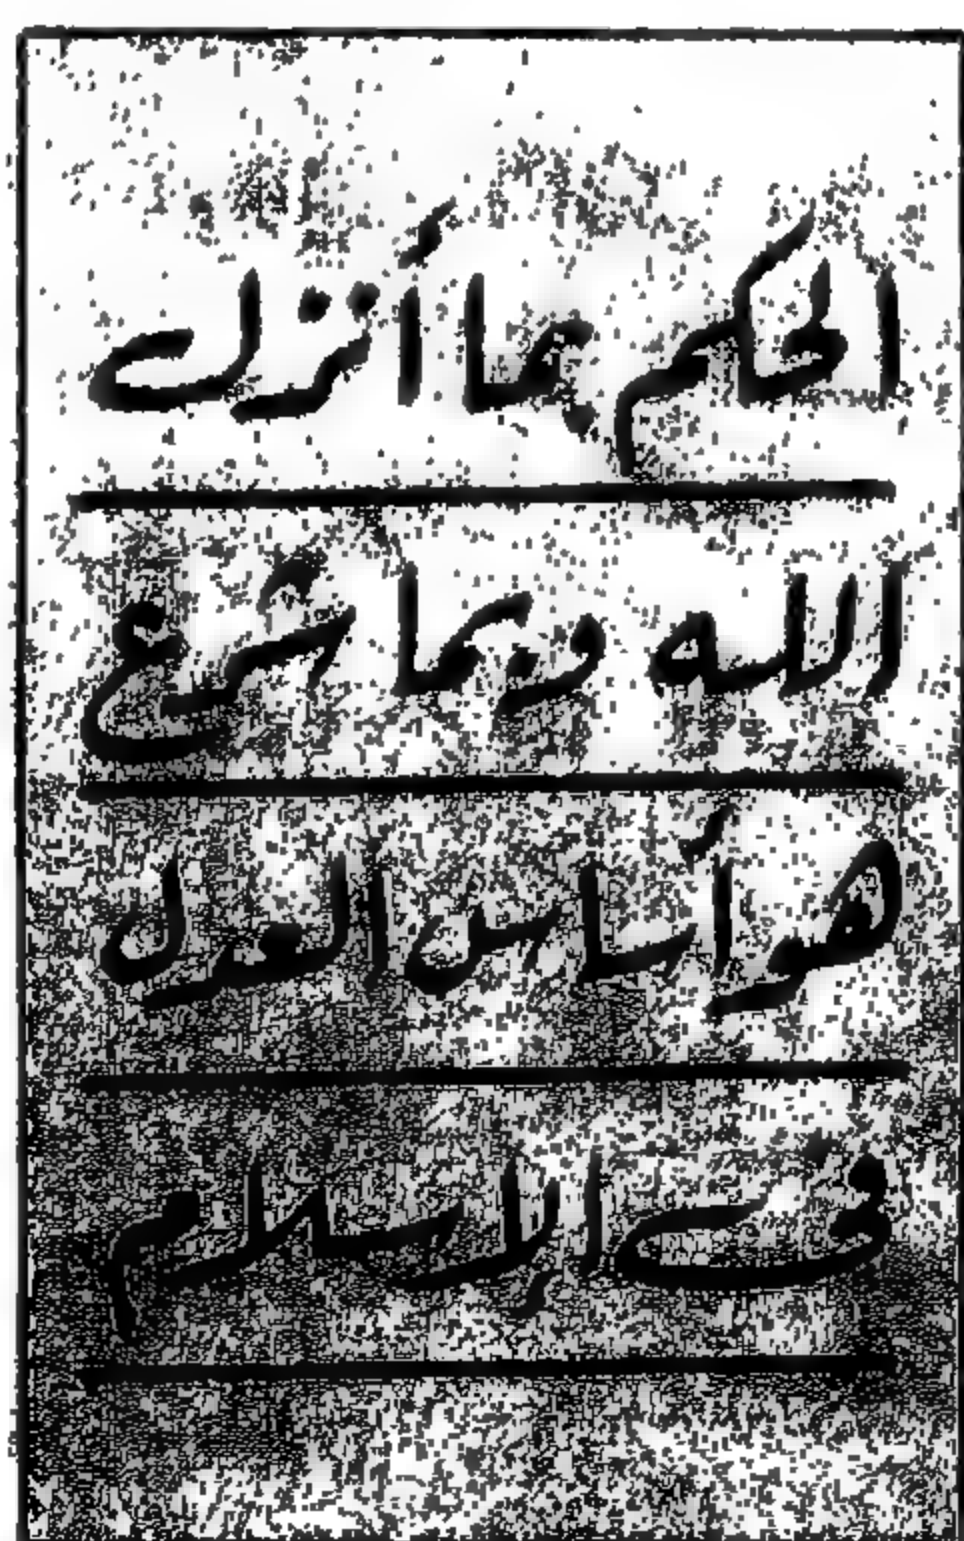 الحكم بما أنزل
الله وبما شرع
هو أساس العدل
في الإسلام